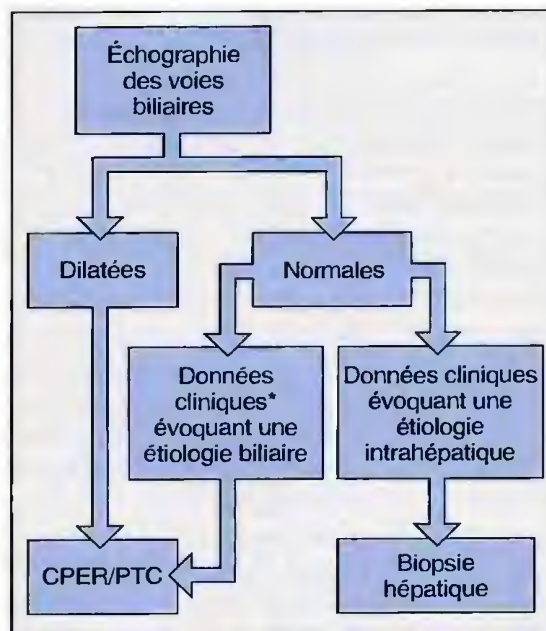 Échographie
des voies
biliaires
Dilatées
Normales
Données
cliniques*
évoquant une
étiologie biliaire
Données cliniques
évoquant une
étiologie
intrahépatique
CPER/PTC
Biopsie
hépatique